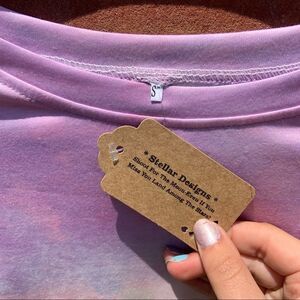 S
* Stellar Designs *
Shoot For The Moon-Even If You
Miss You Land Among The Stars!